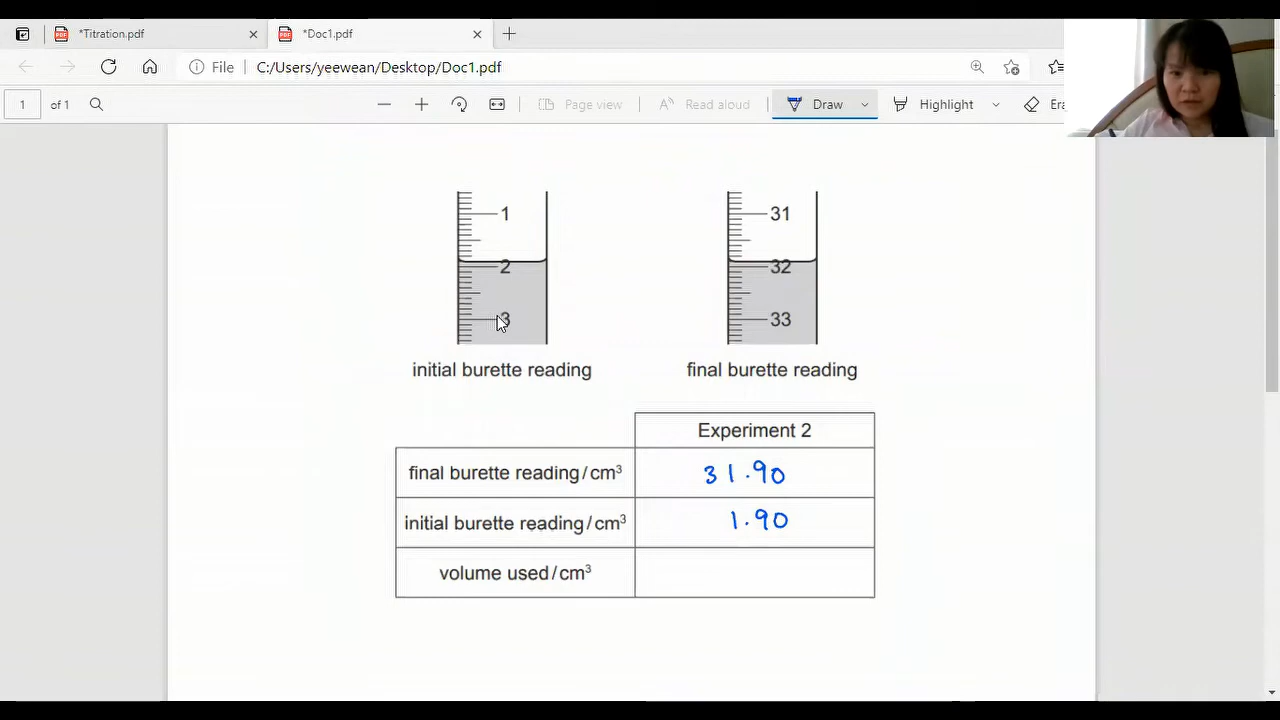 *Titration.pdf
*Doc1.pdf
File C:/Users/yeewean/Desktop/Doc1.pdf
1 of 1 Page view Read aloud Draw Highlight
1 31
2 32
3 33
initial burette reading final burette reading
Experiment 2
final burette reading/cm³ 31.90
initial burette reading/cm³ 1.90
volume used/cm³